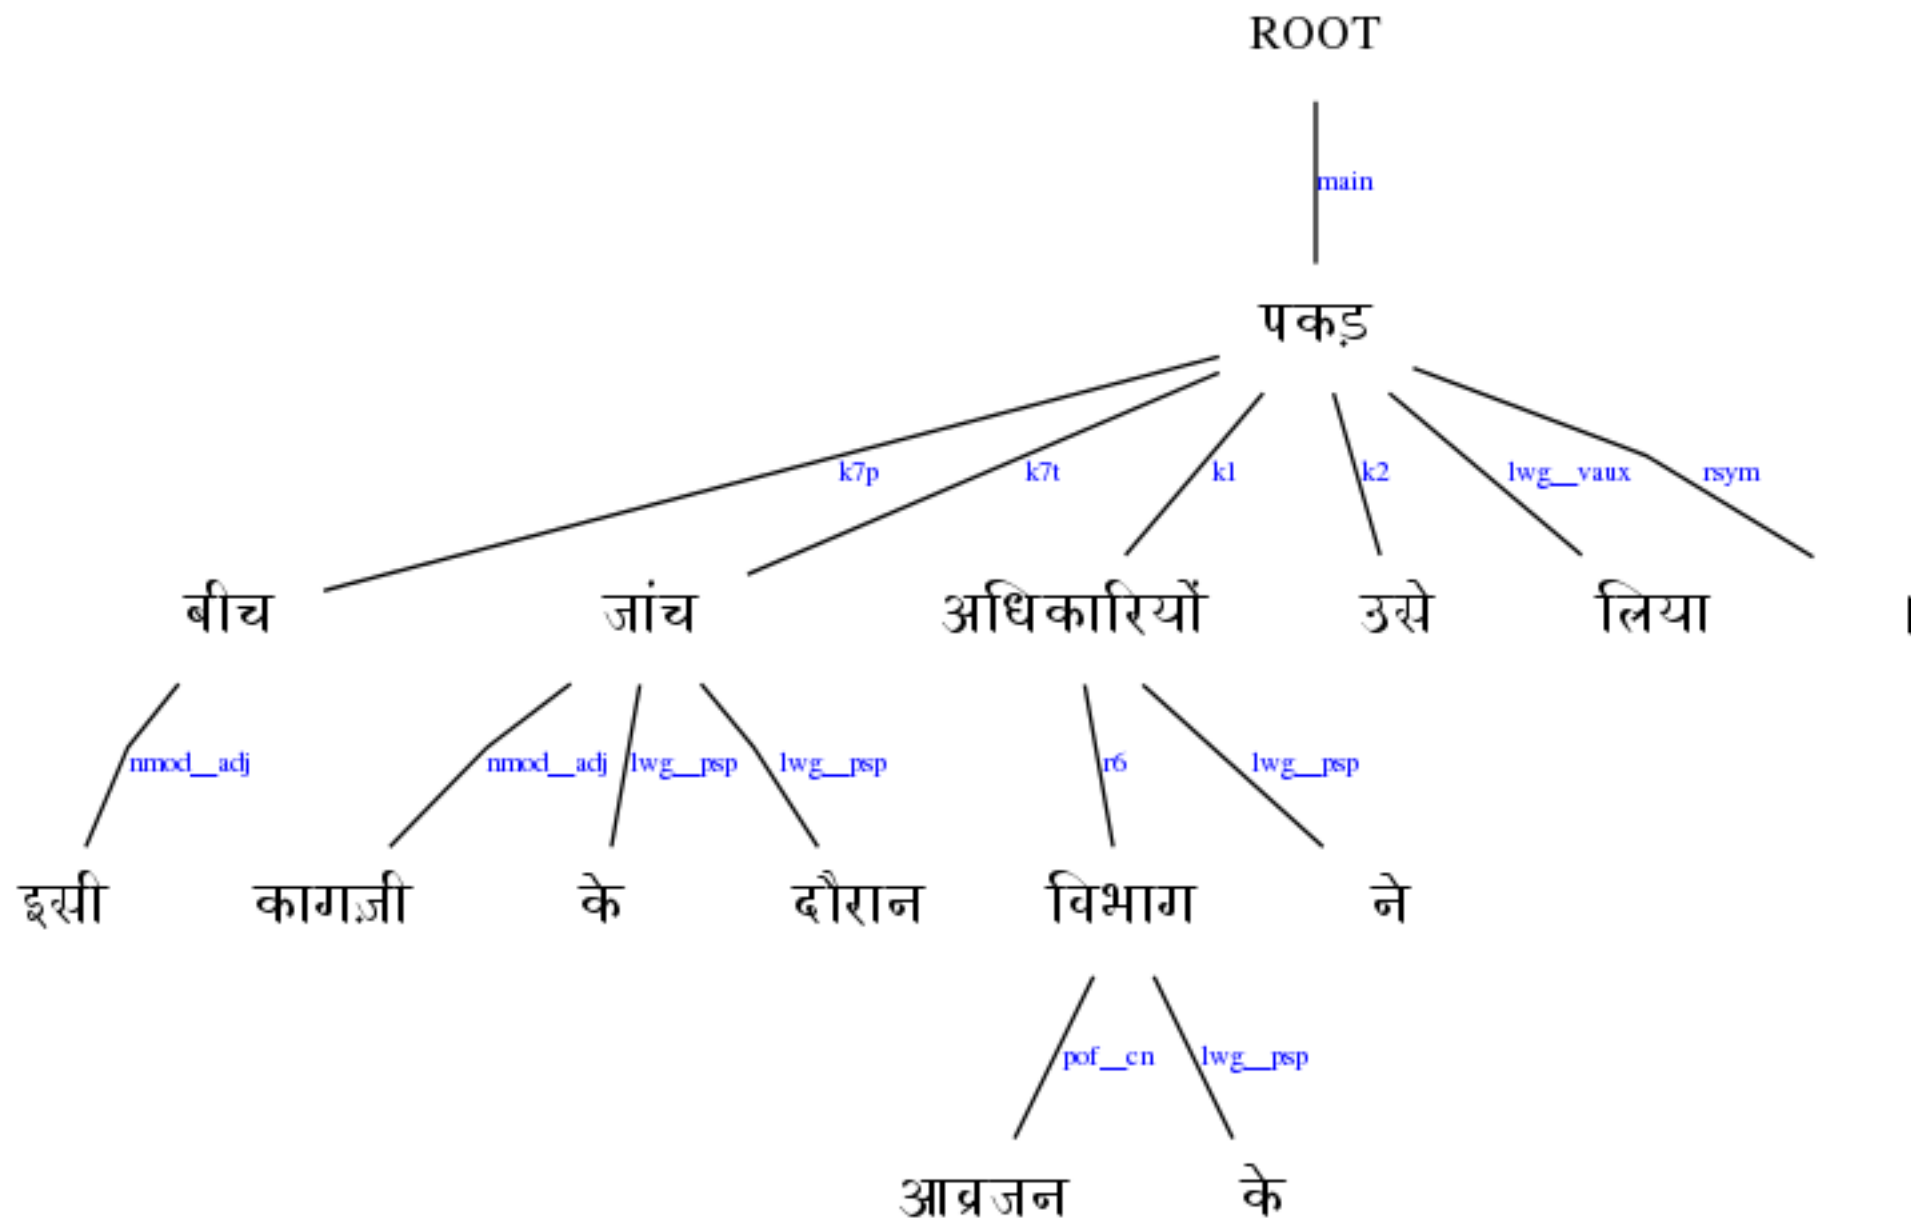 ROOT
main
पकड़
k7p k7t k1 k2 lwg__vaux rsym
बीच जांच अधिकारियों उसे लिया ।
nmod__adj nmod__adj lwg__psp lwg__psp r6 lwg__psp
इसी कागज़ी के दौरान विभाग ने
pof__cn lwg__psp
आव्रजन के